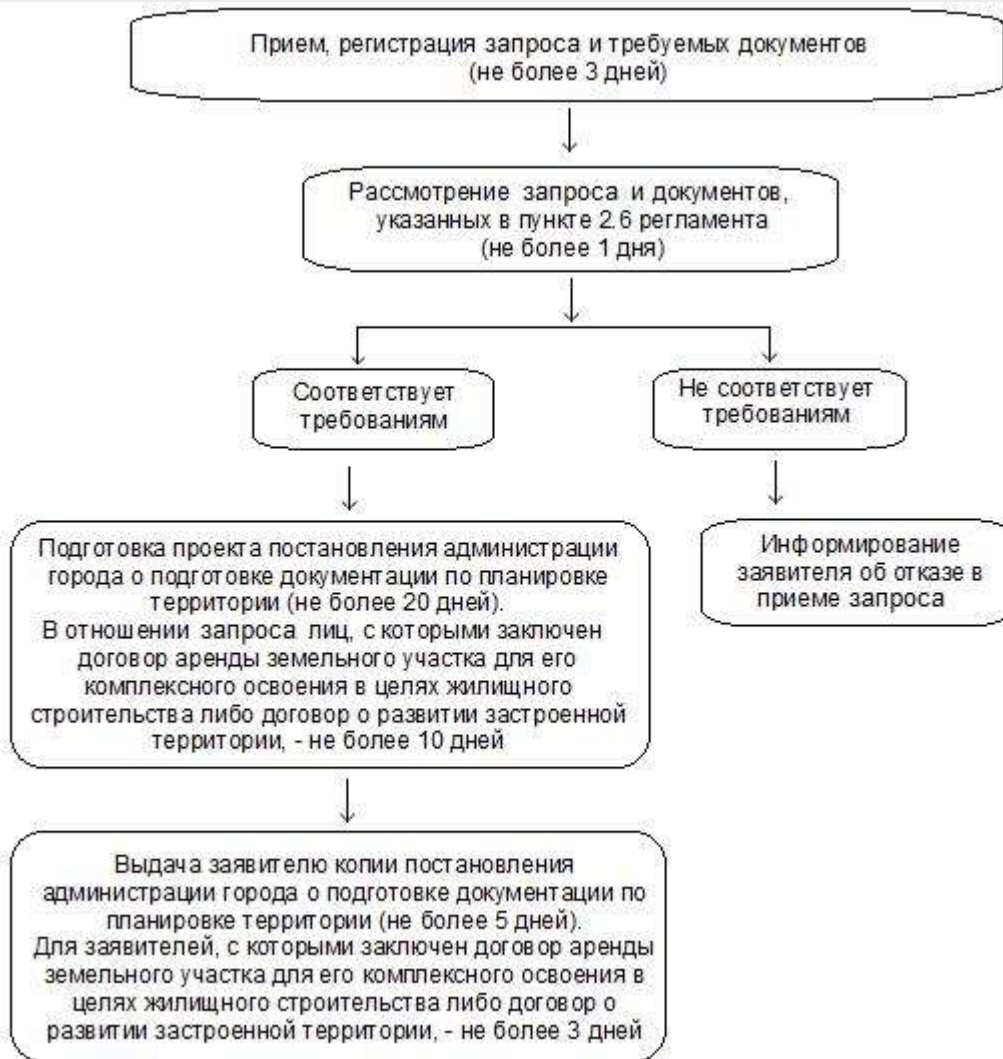 Прием, регистрация запроса и требуемых документов
(не более 3 дней)
Рассмотрение запроса и документов,
указанных в пункте 2.6 регламента
(не более 1 дня)
Соответствует
требованиям
Не соответствует
требованиям
Подготовка проекта постановления администрации
города о подготовке документации по планировке
территории (не более 20 дней).
В отношении запроса лиц, с которыми заключен
договор аренды земельного участка для его
комплексного освоения в целях жилищного
строительства либо договор о развитии застроенной
территории, - не более 10 дней
Информирование
заявителя об отказе в
приеме запроса
Выдача заявителю копии постановления
администрации города о подготовке документации по
планировке территории (не более 5 дней).
Для заявителей, с которыми заключен договор аренды
земельного участка для его комплексного освоения в
целях жилищного строительства либо договор о
развитии застроенной территории, - не более 3 дней